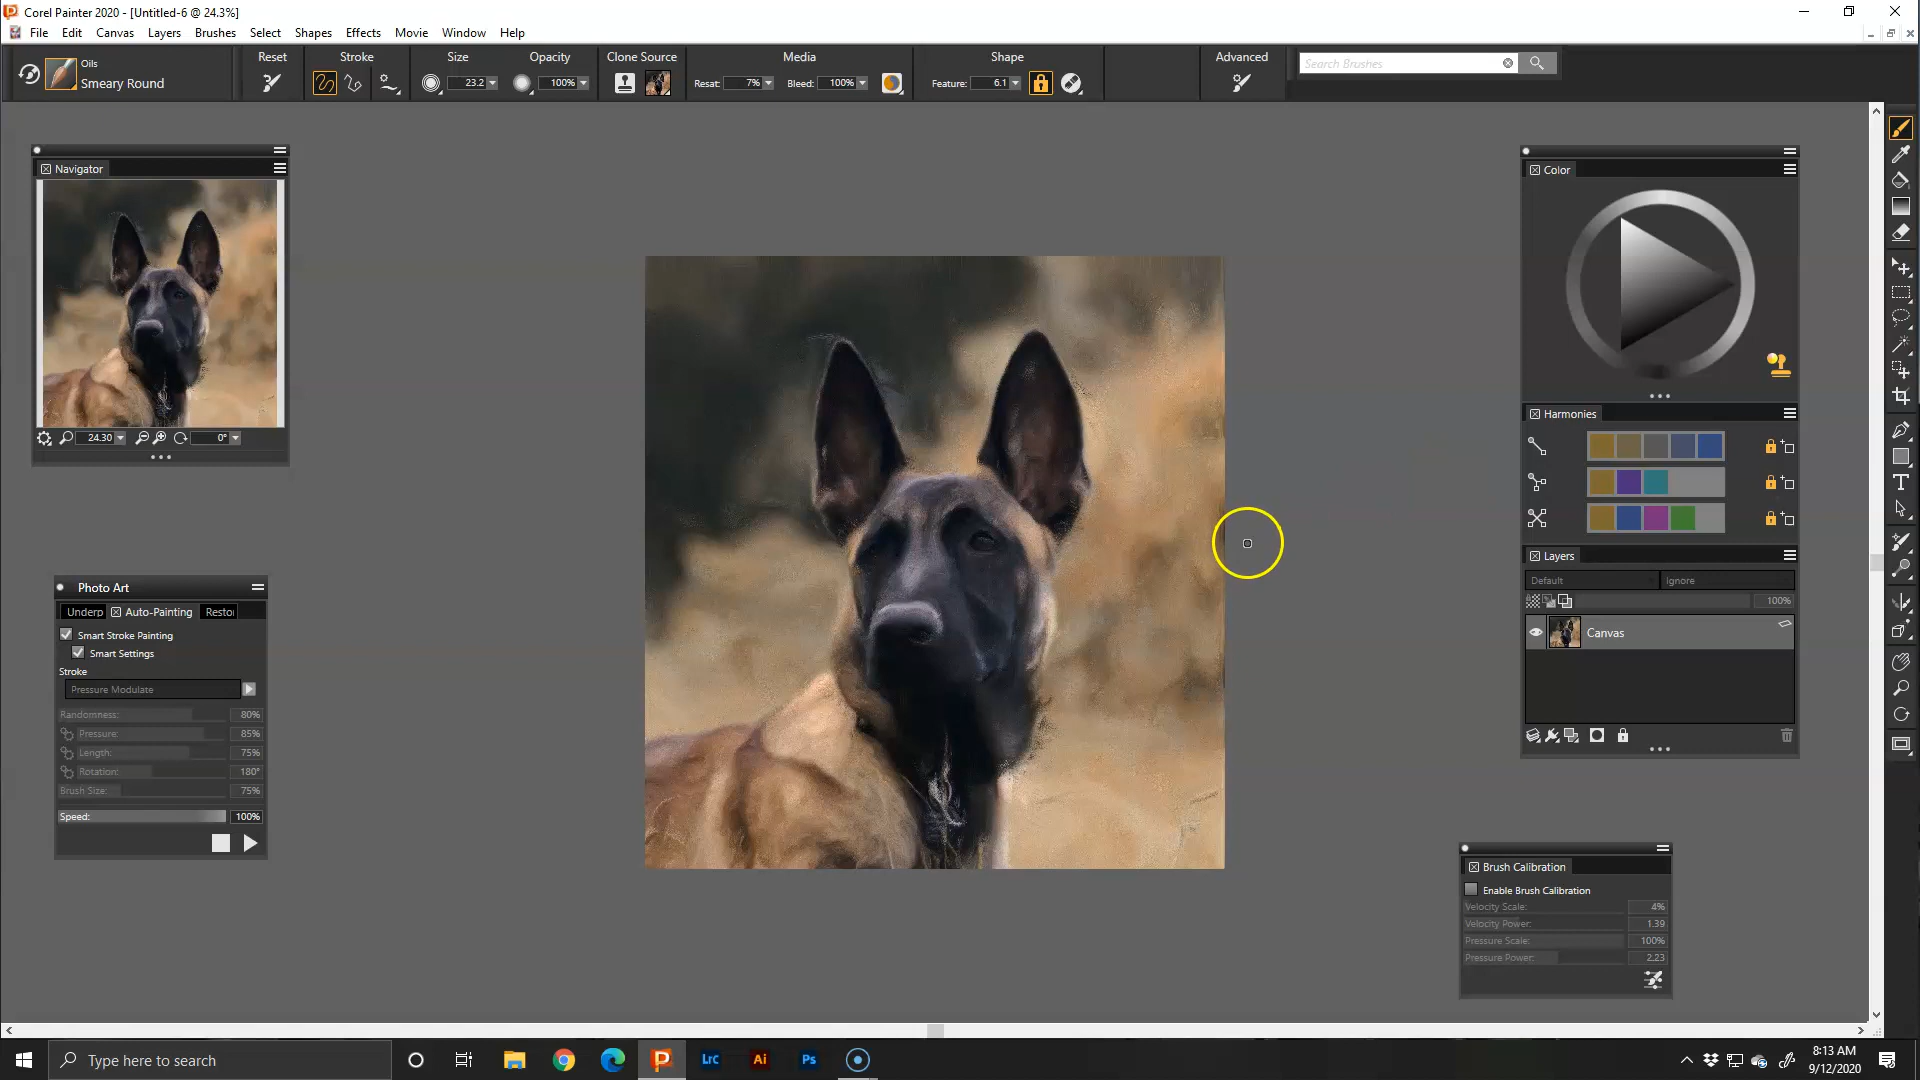 Corel Painter 2020 - [Untitled-6 @ 24.3%]
File Edit Canvas Layers Brushes Select Shapes Effects Movie Window Help
Oils
Smeary Round
Reset
Stroke
Size
23.2
Opacity
100%
Clone Source
Media
Resat: 7%
Bleed: 100%
Shape
Feature: 6.1
Advanced
Search Brushes
Navigator
24.30
0°
Photo Art
Underp
Auto-Painting
Smart Stroke Painting
Smart Settings
Stroke
Pressure Modulate
Randomness: 80%
Pressure: 85%
Length: 75%
Rotation: 180°
Brush Size: 75%
Speed: 100%
Color
Harmonies
Layers
Default
Ignore
100%
Canvas
Brush Calibration
Enable Brush Calibration
Velocity Scale: 4%
Velocity Power: 1.39
Pressure Scale: 100%
Pressure Power: 2.23
T
Type here to search
P
Lrc
Ai
Ps
8:13 AM
9/12/2020